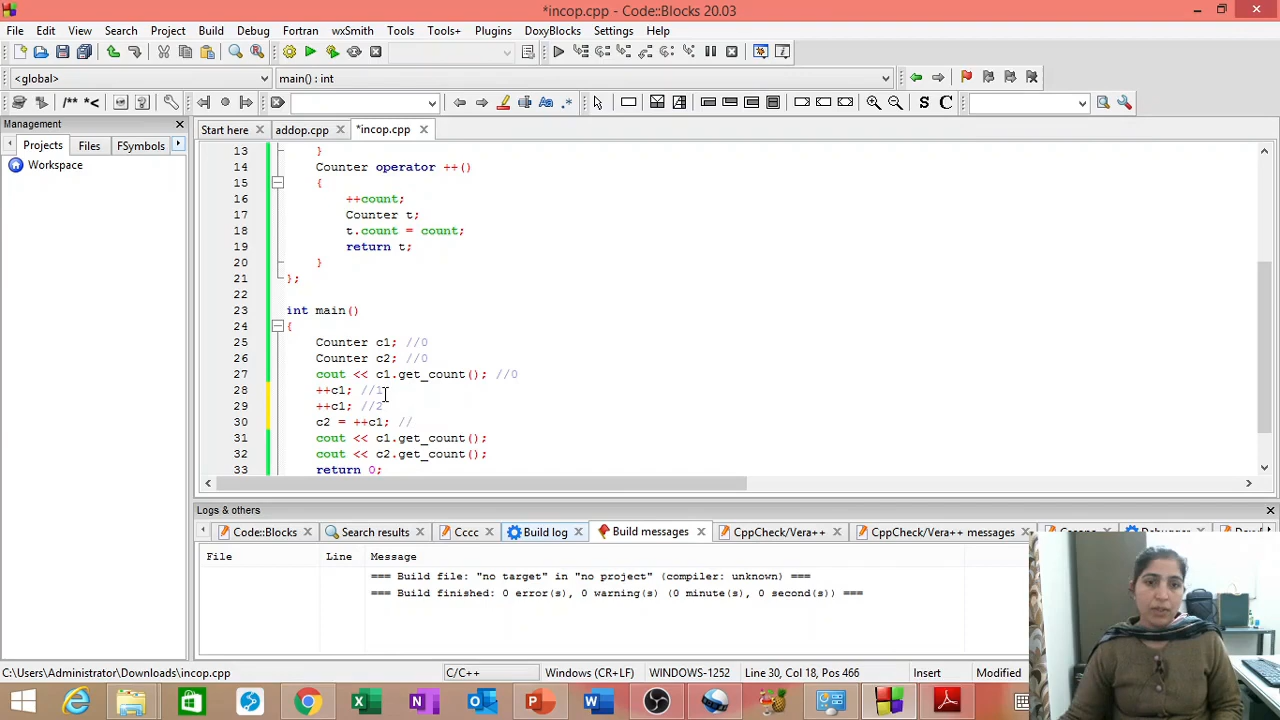 *incop.cpp - Code::Blocks 20.03
File Edit View Search Project Build Debug Fortran wxSmith Tools Tools+ Plugins DoxyBlocks Settings Help
<global> main() : int
/** *<
S C
Management
Projects Files FSymbols
Workspace
Start here addop.cpp *incop.cpp
13 }
14 Counter operator ++()
15 {
16 ++count;
17 Counter t;
18 t.count = count;
19 return t;
20 }
21 };
22
23 int main()
24 {
25 Counter c1; //0
26 Counter c2; //0
27 cout << c1.get_count(); //0
28 ++c1; //1
29 ++c1; //2
30 c2 = ++c1; //
31 cout << c1.get_count();
32 cout << c2.get_count();
33 return 0;
Logs & others
Code::Blocks Search results Cccc Build log Build messages CppCheck/Vera++ CppCheck/Vera++ messages
File Line Message
=== Build file: "no target" in "no project" (compiler: unknown) ===
=== Build finished: 0 error(s), 0 warning(s) (0 minute(s), 0 second(s)) ===
C:\Users\Administrator\Downloads\incop.cpp C/C++ Windows (CR+LF) WINDOWS-1252 Line 30, Col 18, Pos 466 Insert Modified